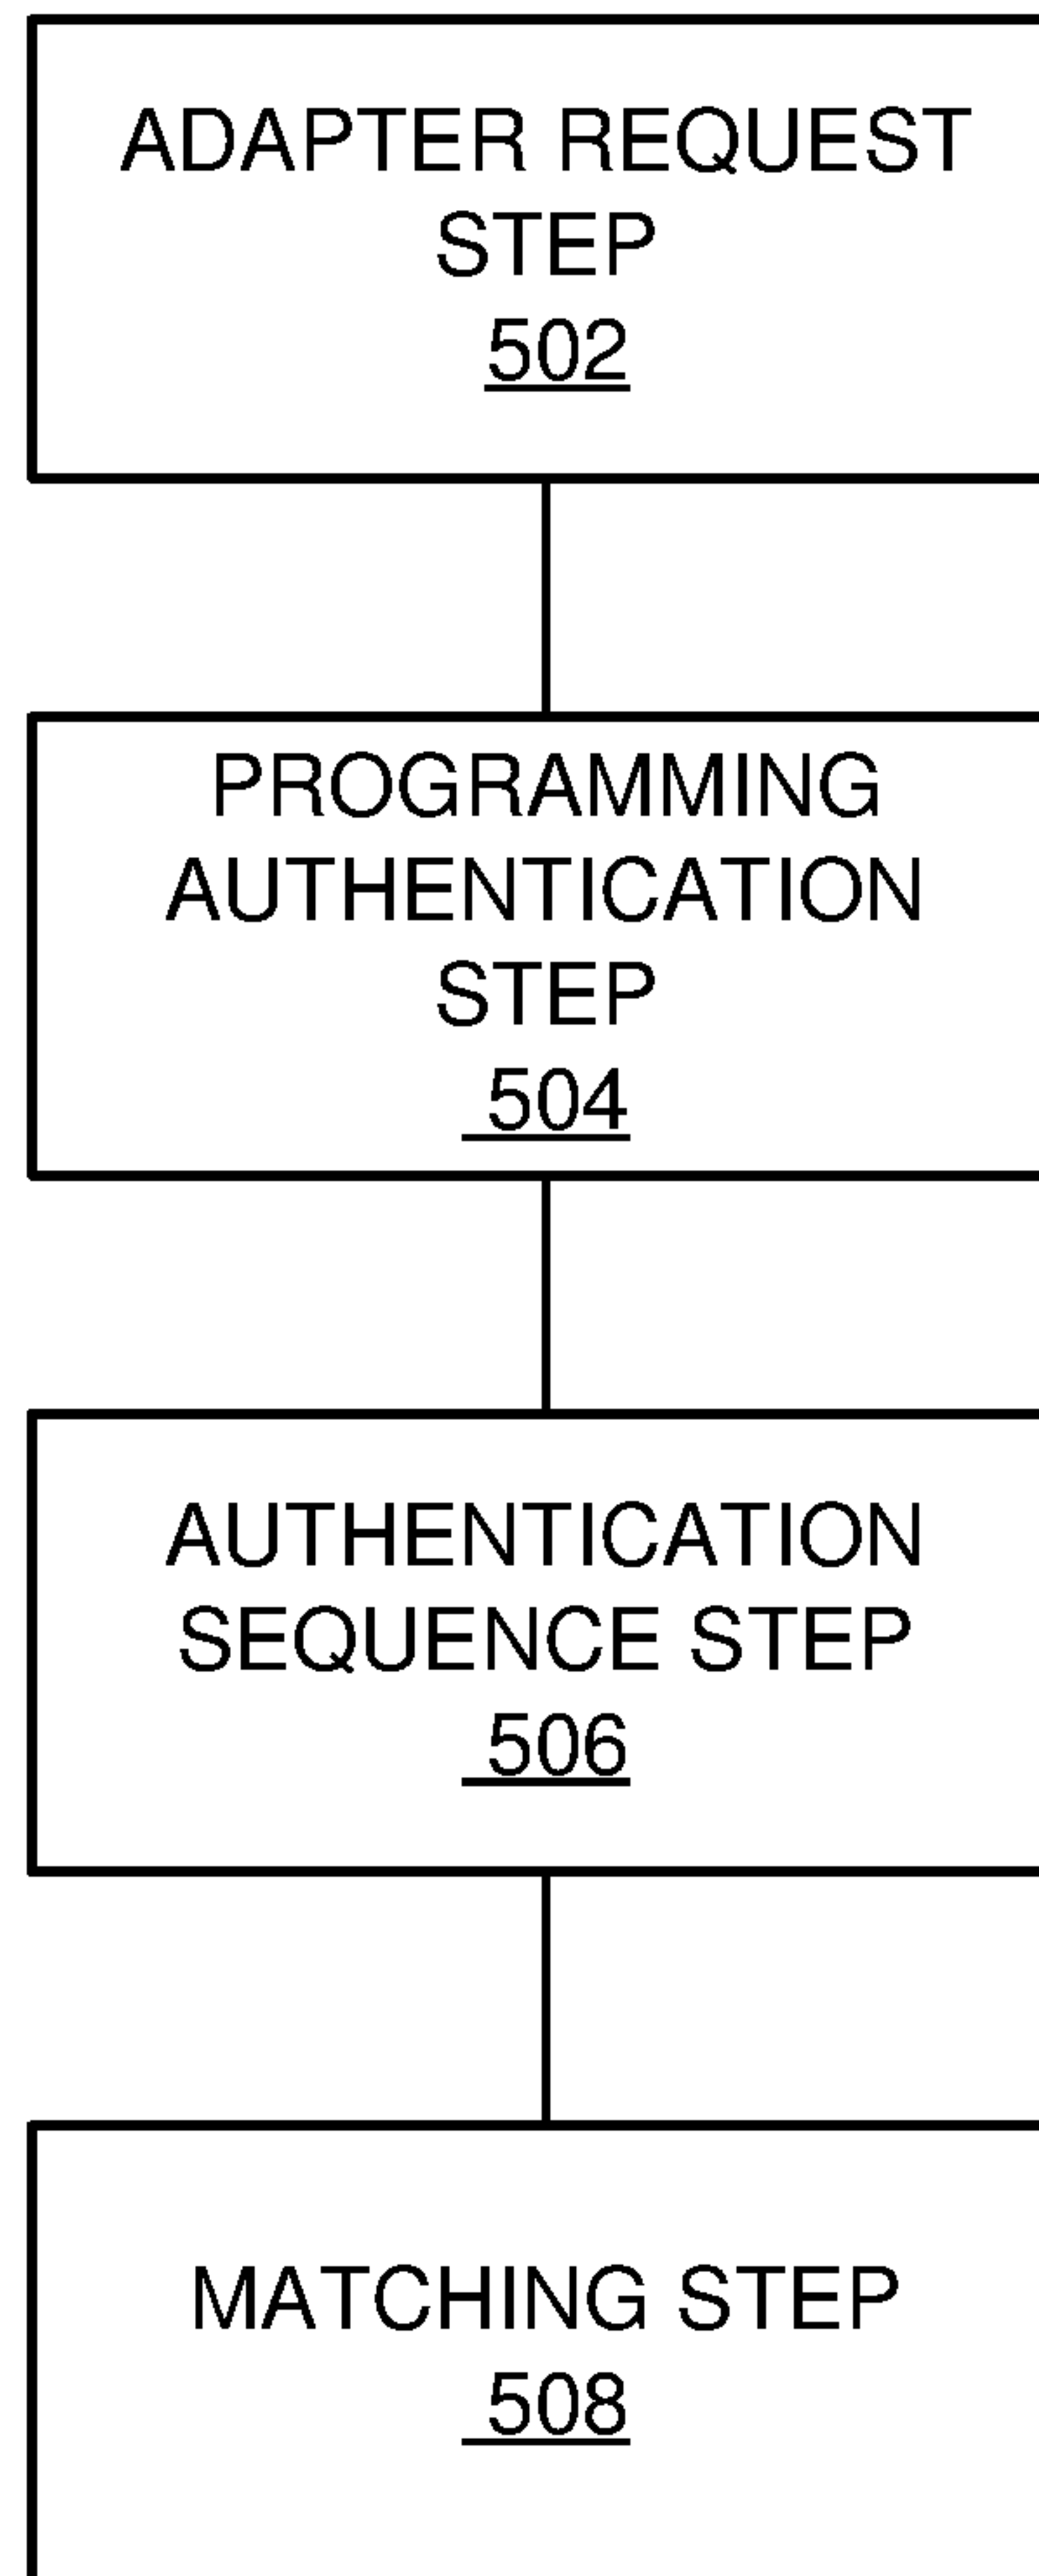 ADAPTER REQUEST
STEP
502
PROGRAMMING
AUTHENTICATION
STEP
504
AUTHENTICATION
SEQUENCE STEP
506
MATCHING STEP
508